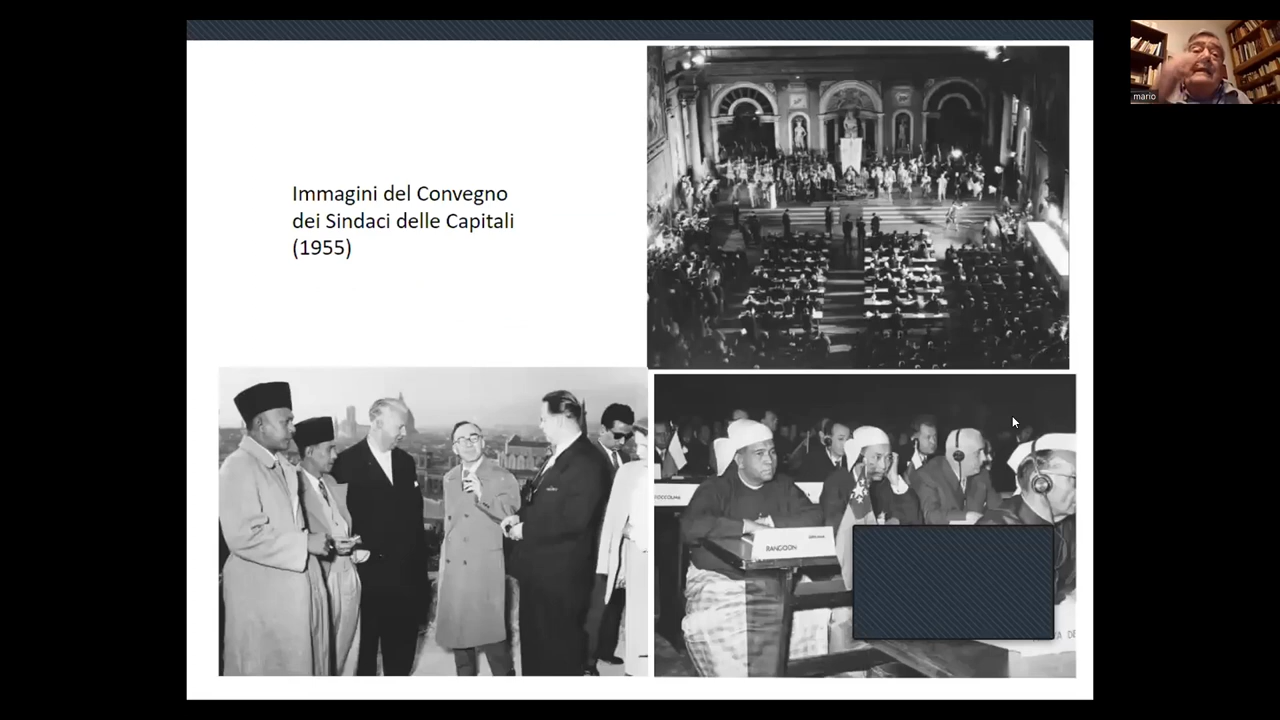 Immagini del Convegno
dei Sindaci delle Capitali
(1955)
mario
RANGOON